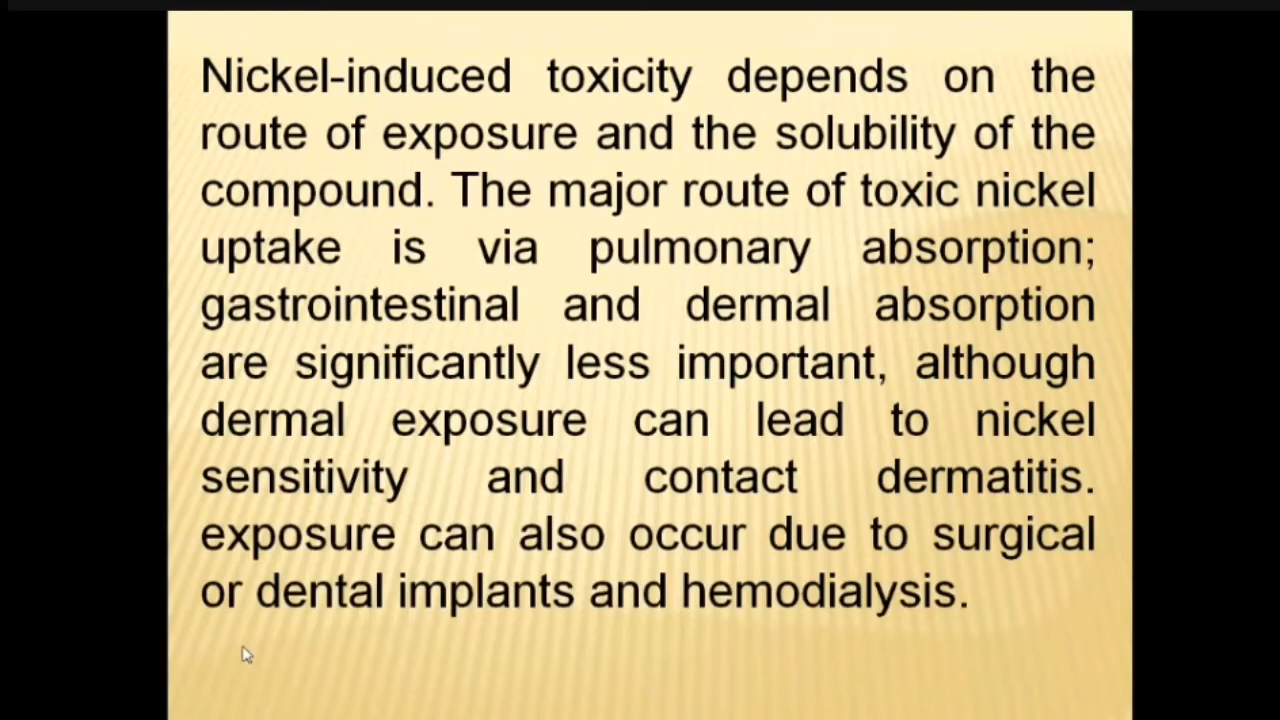 Nickel-induced toxicity depends on the
route of exposure and the solubility of the
compound. The major route of toxic nickel
uptake is via pulmonary absorption;
gastrointestinal and dermal absorption
are significantly less important, although
dermal exposure can lead to nickel
sensitivity and contact dermatitis.
exposure can also occur due to surgical
or dental implants and hemodialysis.